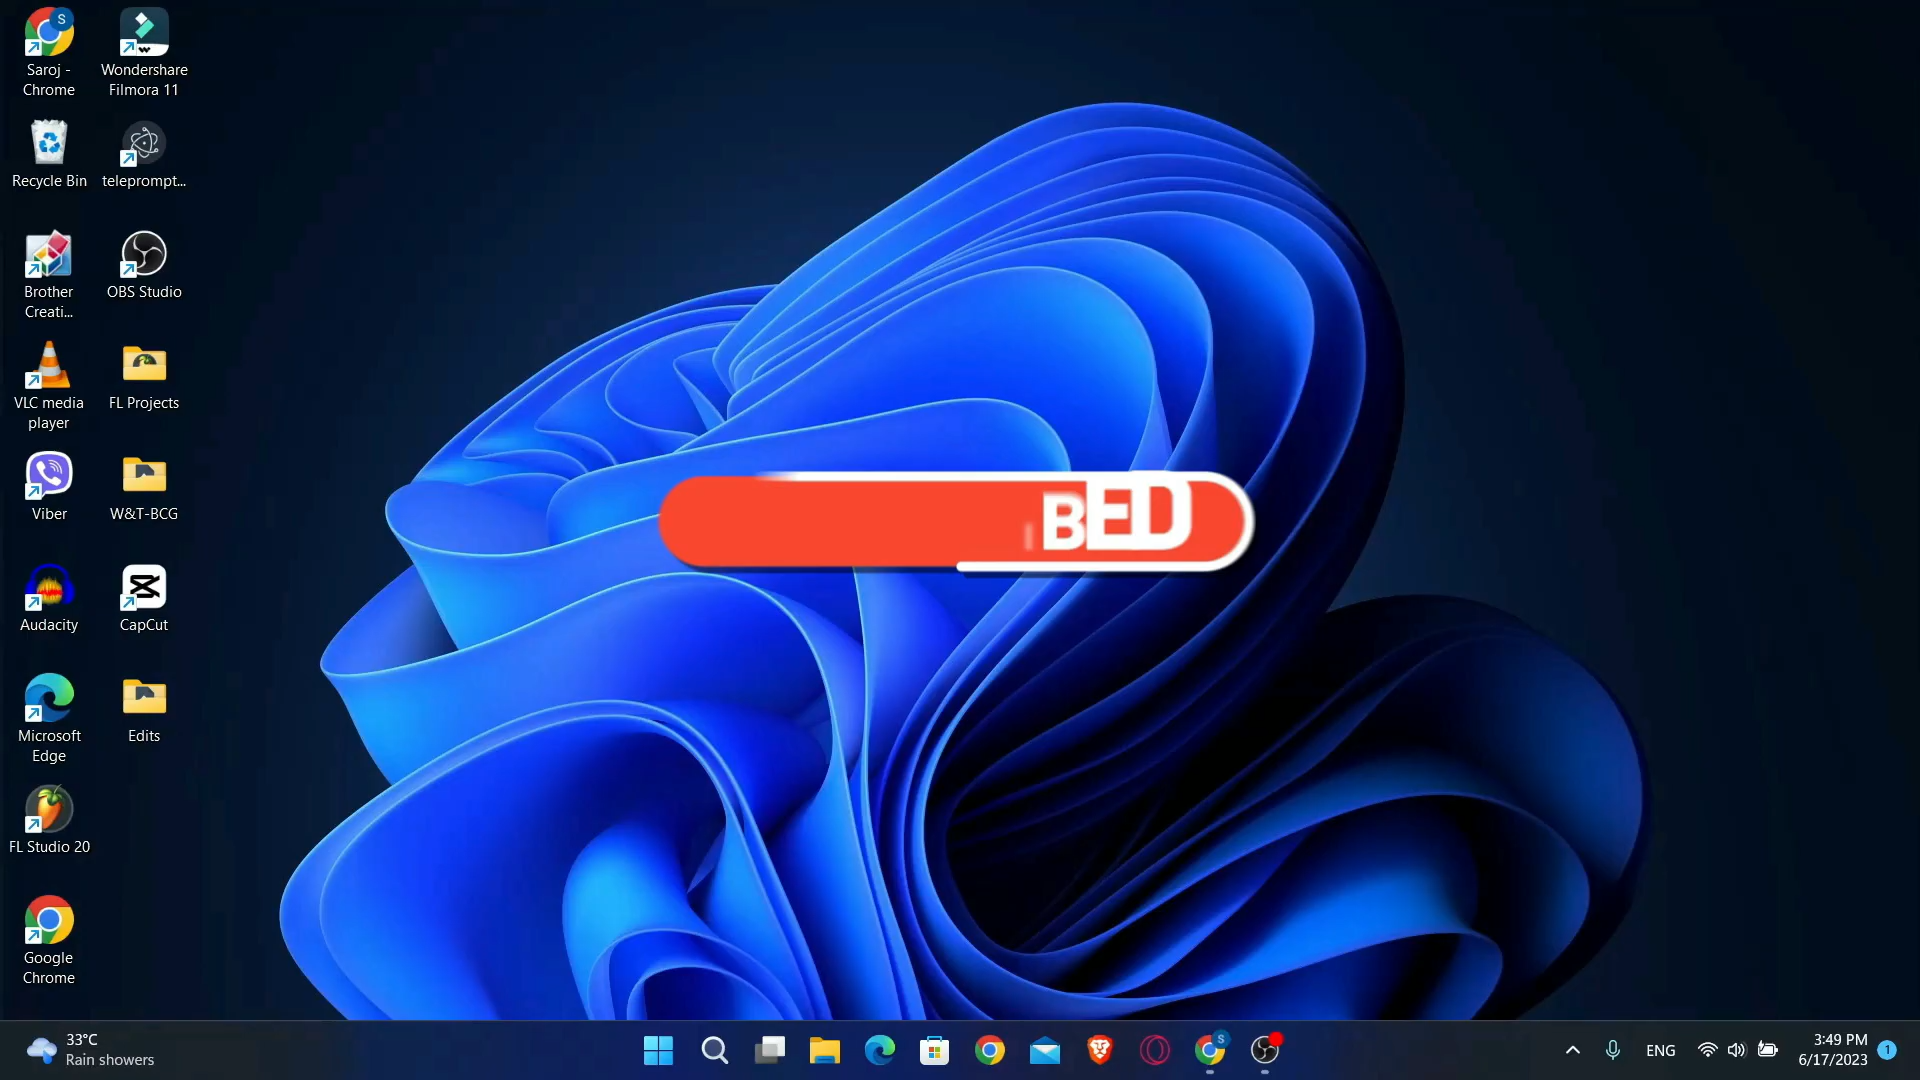 Saroj -
Chrome
Wondershare
Filmora 11
Recycle Bin
teleprompt...
Brother
Creati...
OBS Studio
VLC media
player
FL Projects
Viber
W&T-BCG
Audacity
CapCut
Microsoft
Edge
Edits
FL Studio 20
Google
Chrome
BED
33°C
Rain showers
S
S
ENG
3:49 PM
6/17/2023
1